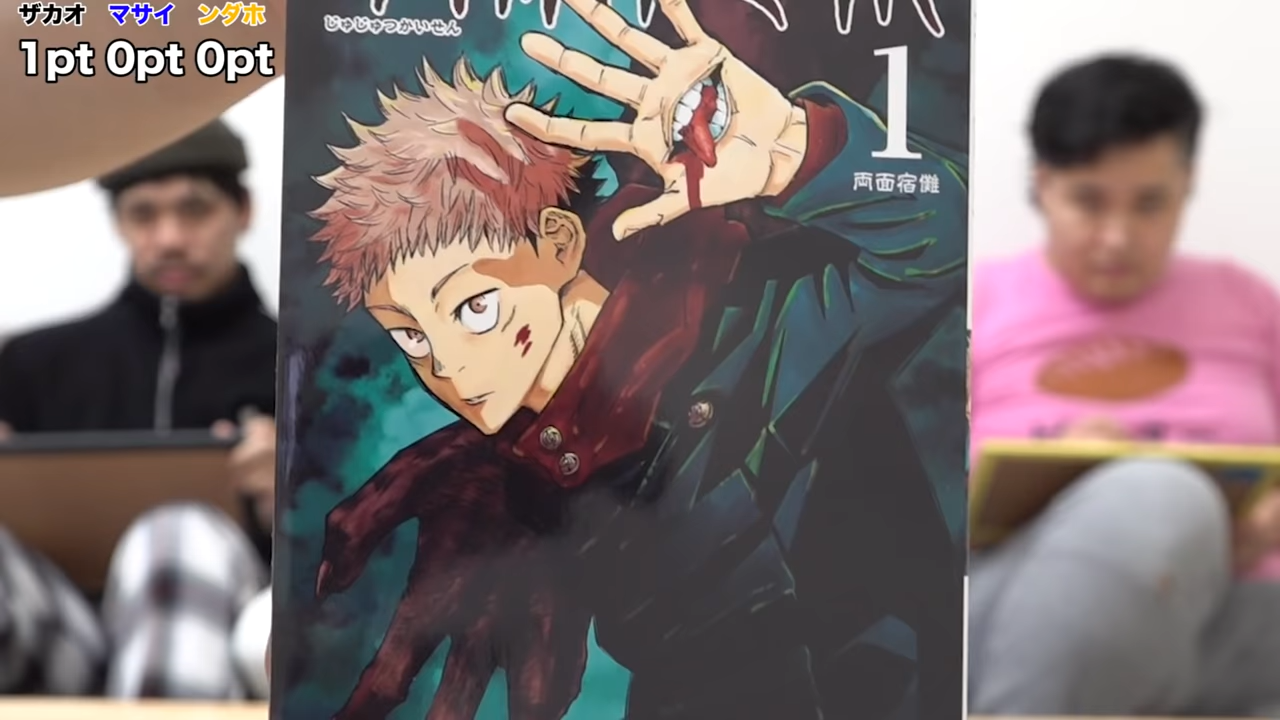 ザカオ マサイ ンダホ
1pt 0pt 0pt
じゅじゅつかいせん
1
両面宿儺